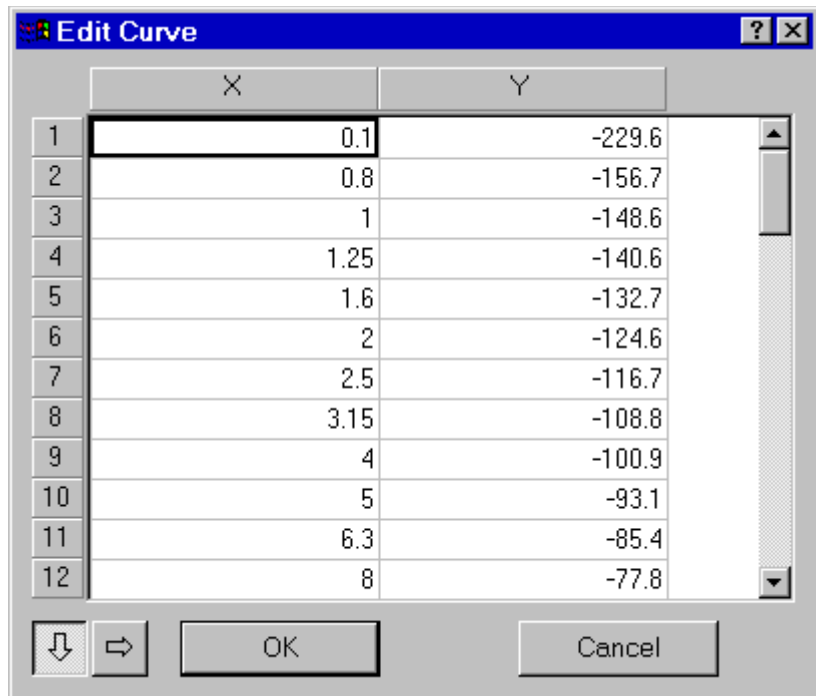 Edit Curve
X Y
1 0.1 -229.6
2 0.8 -156.7
3 1 -148.6
4 1.25 -140.6
5 1.6 -132.7
6 2 -124.6
7 2.5 -116.7
8 3.15 -108.8
9 4 -100.9
10 5 -93.1
11 6.3 -85.4
12 8 -77.8
OK Cancel